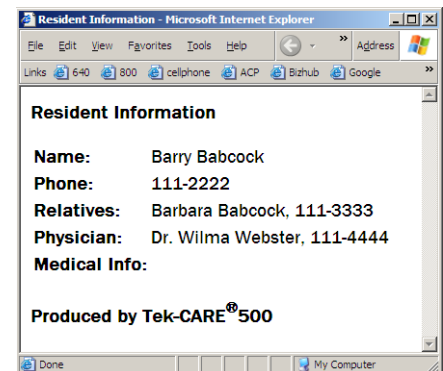 Resident Information - Microsoft Internet Explorer
File Edit View Favorites Tools Help » Address
Links 640 800 cellphone ACP Bizhub Google »
Resident Information
Name: Barry Babcock
Phone: 111-2222
Relatives: Barbara Babcock, 111-3333
Physician: Dr. Wilma Webster, 111-4444
Medical Info:
Produced by Tek-CARE®500
Done My Computer